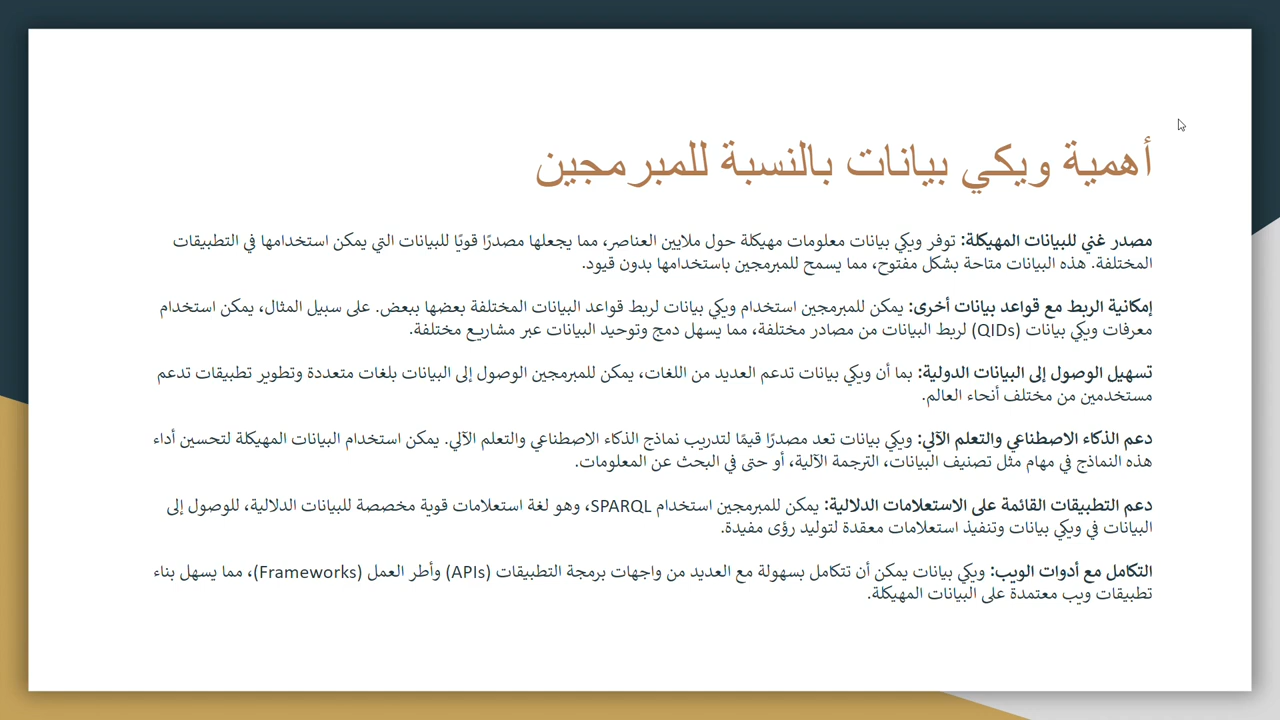 أهمية ويكي بيانات بالنسبة للمبرمجين
مصدر غني للبيانات المهيكلة: توفر ويكي بيانات معلومات مهيكلة حول ملايين العناصر، مما يجعلها مصدرًا قويًا للبيانات التي يمكن استخدامها في التطبيقات
المختلفة. هذه البيانات متاحة بشكل مفتوح، مما يسمح للمبرمجين باستخدامها بدون قيود.
إمكانية الربط مع قواعد بيانات أخرى: يمكن للمبرمجين استخدام ويكي بيانات لربط قواعد البيانات المختلفة بعضها ببعض. على سبيل المثال، يمكن استخدام
معرفات ويكي بيانات (QIDs) لربط البيانات من مصادر مختلفة، مما يسهل دمج وتوحيد البيانات عبر مشاريع مختلفة.
تسهيل الوصول إلى البيانات الدولية: بما أن ويكي بيانات تدعم العديد من اللغات، يمكن للمبرمجين الوصول إلى البيانات بلغات متعددة وتطوير تطبيقات تدعم
مستخدمين من مختلف أنحاء العالم.
دعم الذكاء الاصطناعي والتعلم الآلي: ويكي بيانات تعد مصدرًا قيمًا لتدريب نماذج الذكاء الاصطناعي والتعلم الآلي. يمكن استخدام البيانات المهيكلة لتحسين أداء
هذه النماذج في مهام مثل تصنيف البيانات، الترجمة الآلية، أو حتى في البحث عن المعلومات.
دعم التطبيقات القائمة على الاستعلامات الدلالية: يمكن للمبرمجين استخدام SPARQL، وهو لغة استعلامات قوية مخصصة للبيانات الدلالية، للوصول إلى
البيانات في ويكي بيانات وتنفيذ استعلامات معقدة لتوليد رؤى مفيدة.
التكامل مع أدوات الويب: ويكي بيانات يمكن أن تتكامل بسهولة مع العديد من واجهات برمجة التطبيقات (APIs) وأطر العمل (Frameworks)، مما يسهل بناء
تطبيقات ويب معتمدة على البيانات المهيكلة.